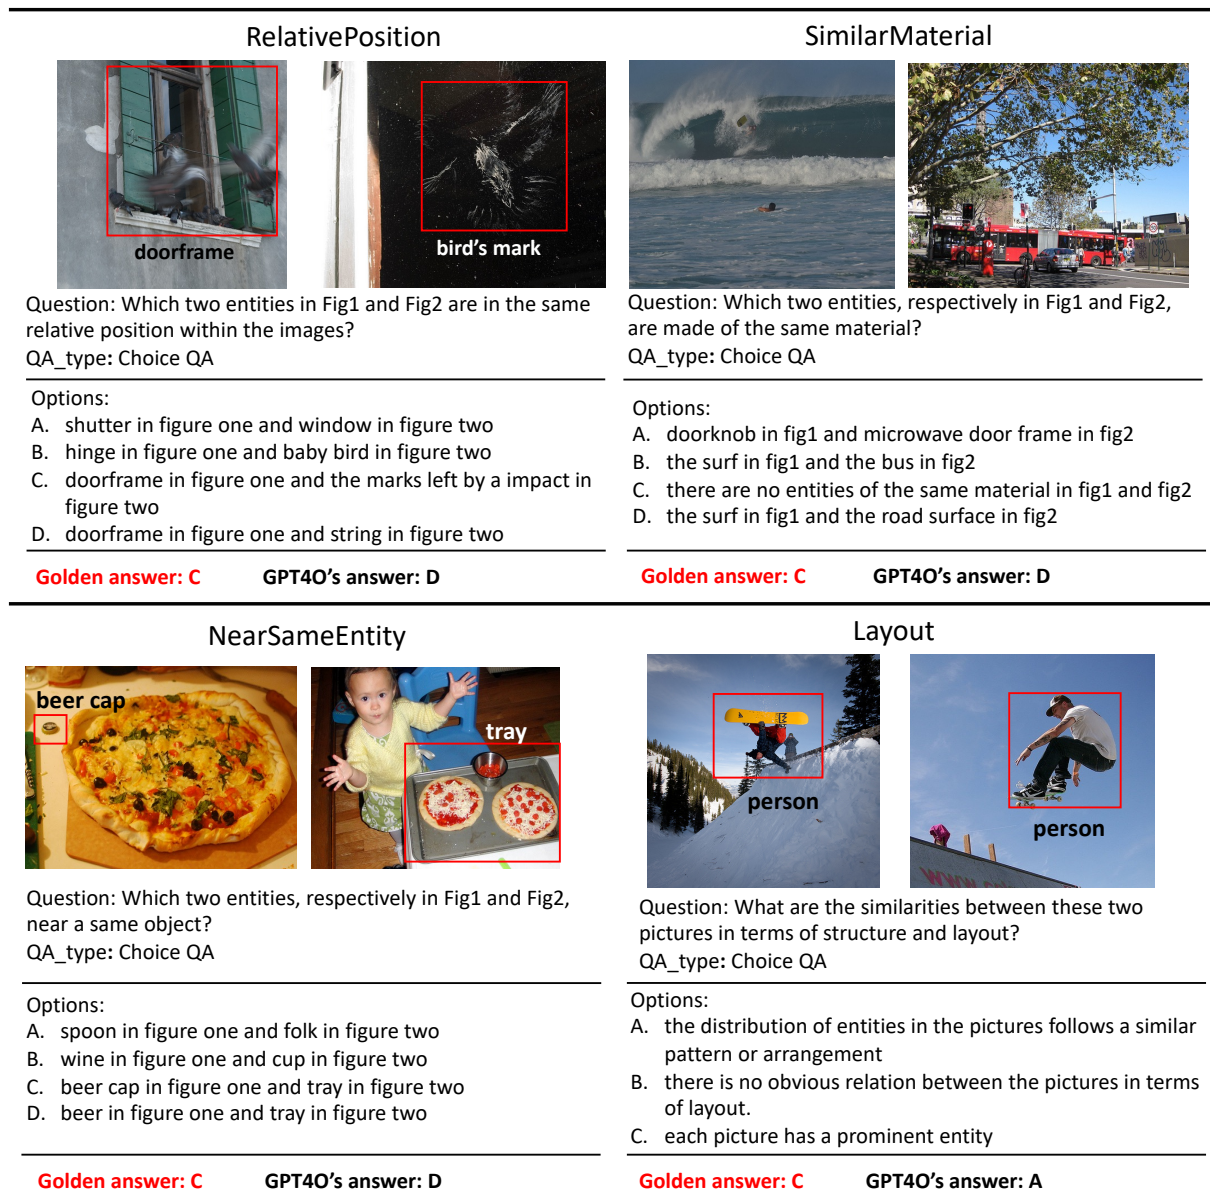 RelativePosition
doorframe
bird's mark
Question: Which two entities in Fig1 and Fig2 are in the same
relative position within the images?
QA_type: Choice QA
Options:
A. shutter in figure one and window in figure two
B. hinge in figure one and baby bird in figure two
C. doorframe in figure one and the marks left by a impact in
figure two
D. doorframe in figure one and string in figure two
Golden answer: C GPT4O's answer: D
SimilarMaterial
Question: Which two entities, respectively in Fig1 and Fig2,
are made of the same material?
QA_type: Choice QA
Options:
A. doorknob in fig1 and microwave door frame in fig2
B. the surf in fig1 and the bus in fig2
C. there are no entities of the same material in fig1 and fig2
D. the surf in fig1 and the road surface in fig2
Golden answer: C GPT4O's answer: D
NearSameEntity
beer cap
tray
Question: Which two entities, respectively in Fig1 and Fig2,
near a same object?
QA_type: Choice QA
Options:
A. spoon in figure one and folk in figure two
B. wine in figure one and cup in figure two
C. beer cap in figure one and tray in figure two
D. beer in figure one and tray in figure two
Golden answer: C GPT4O's answer: D
Layout
person
person
Question: What are the similarities between these two
pictures in terms of structure and layout?
QA_type: Choice QA
Options:
A. the distribution of entities in the pictures follows a similar
pattern or arrangement
B. there is no obvious relation between the pictures in terms
of layout.
C. each picture has a prominent entity
Golden answer: C GPT4O's answer: A